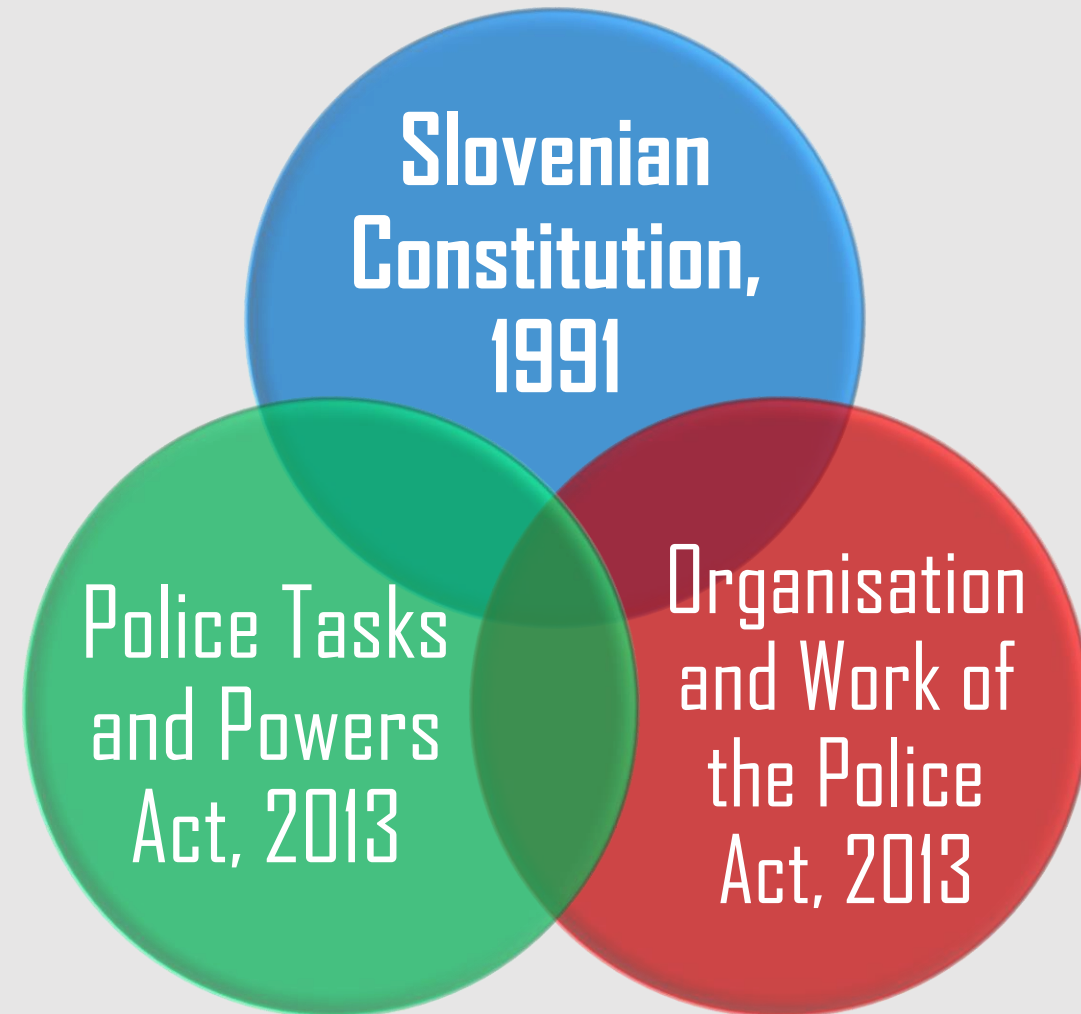 Slovenian
Constitution,
1991
Police Tasks
and Powers
Act, 2013
Organisation
and Work of
the Police
Act, 2013